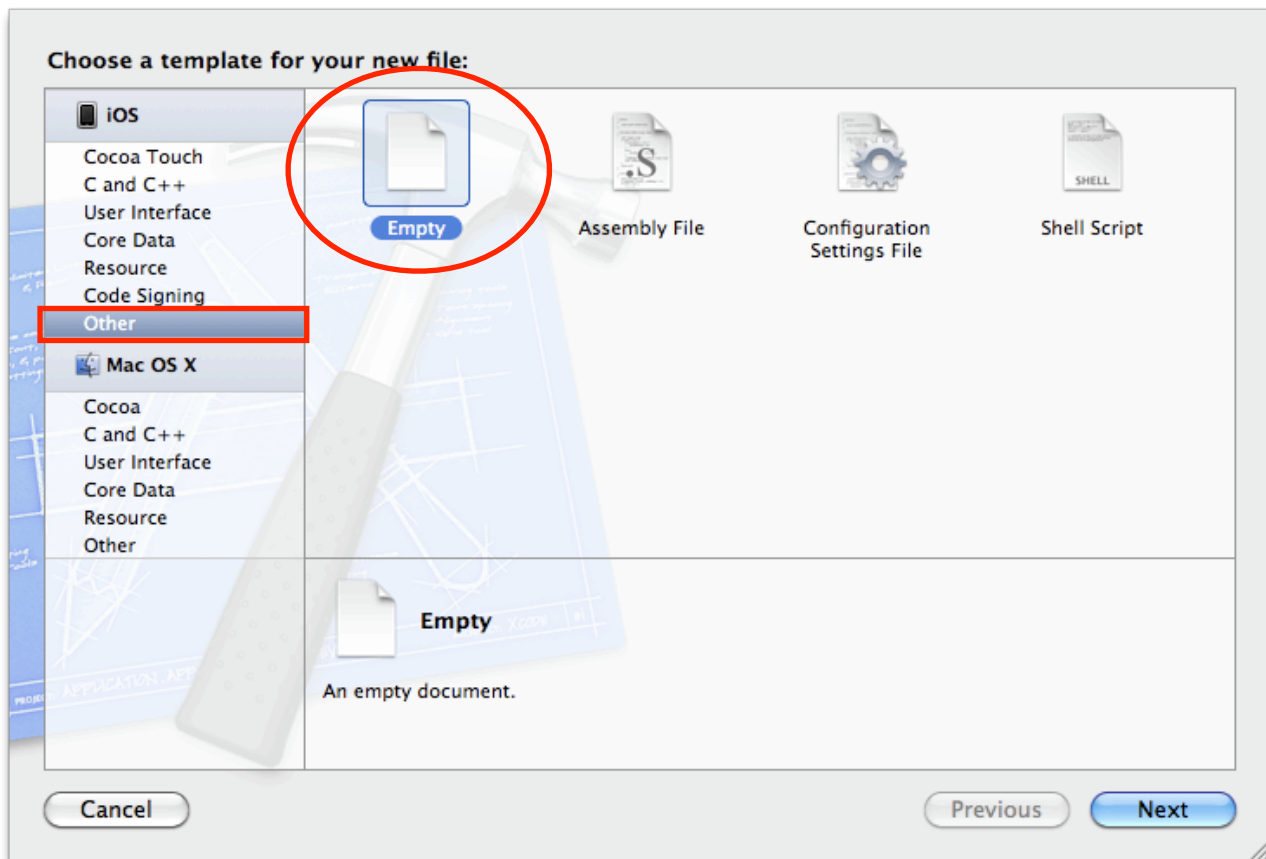 Choose a template for your new file:
iOS
Cocoa Touch
C and C++
User Interface
Core Data
Resource
Code Signing
Other
Mac OS X
Cocoa
C and C++
User Interface
Core Data
Resource
Other
.S
SHELL
Empty
Assembly File
Configuration
Settings File
Shell Script
Empty
An empty document.
Cancel
Previous
Next